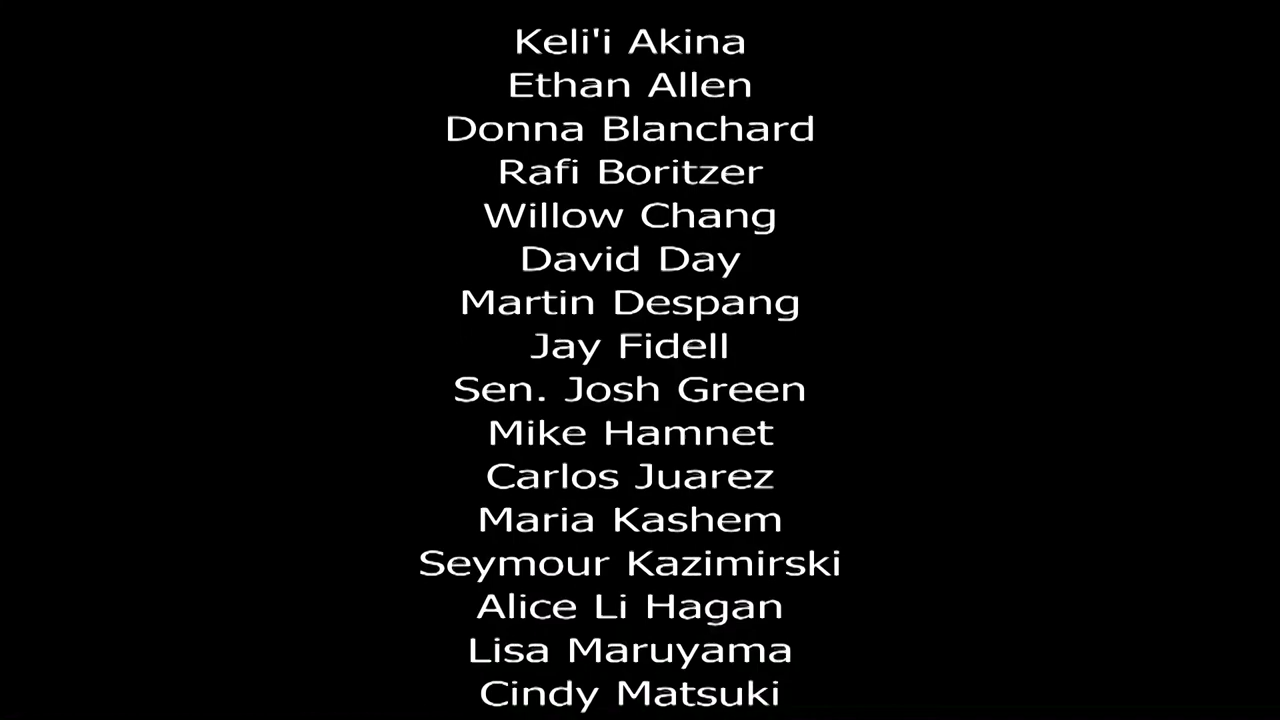 Keli'i Akina
Ethan Allen
Donna Blanchard
Rafi Boritzer
Willow Chang
David Day
Martin Despang
Jay Fidell
Sen. Josh Green
Mike Hamnet
Carlos Juarez
Maria Kashem
Seymour Kazimirski
Alice Li Hagan
Lisa Maruyama
Cindy Matsuki